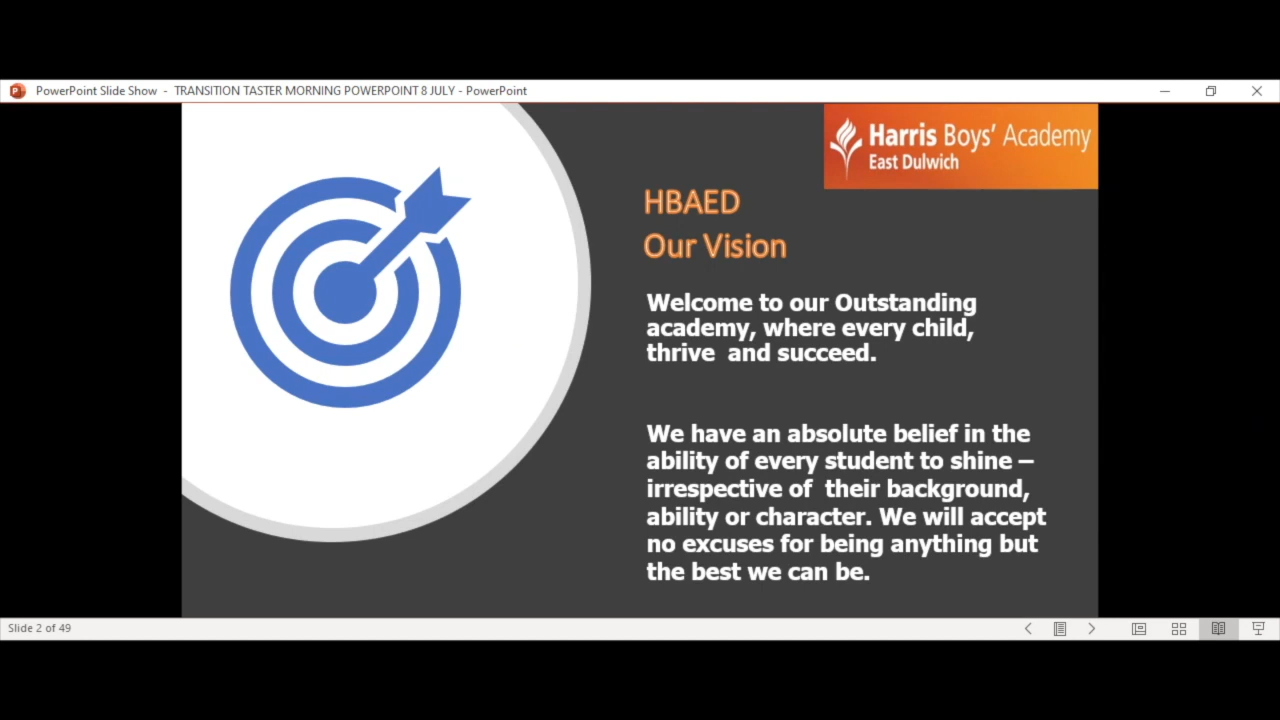 PowerPoint Slide Show - TRANSITION TASTER MORNING POWERPOINT 8 JULY - PowerPoint
Harris Boys' Academy
East Dulwich
HBAED
Our Vision
Welcome to our Outstanding
academy, where every child,
thrive and succeed.
We have an absolute belief in the
ability of every student to shine –
irrespective of their background,
ability or character. We will accept
no excuses for being anything but
the best we can be.
Slide 2 of 49